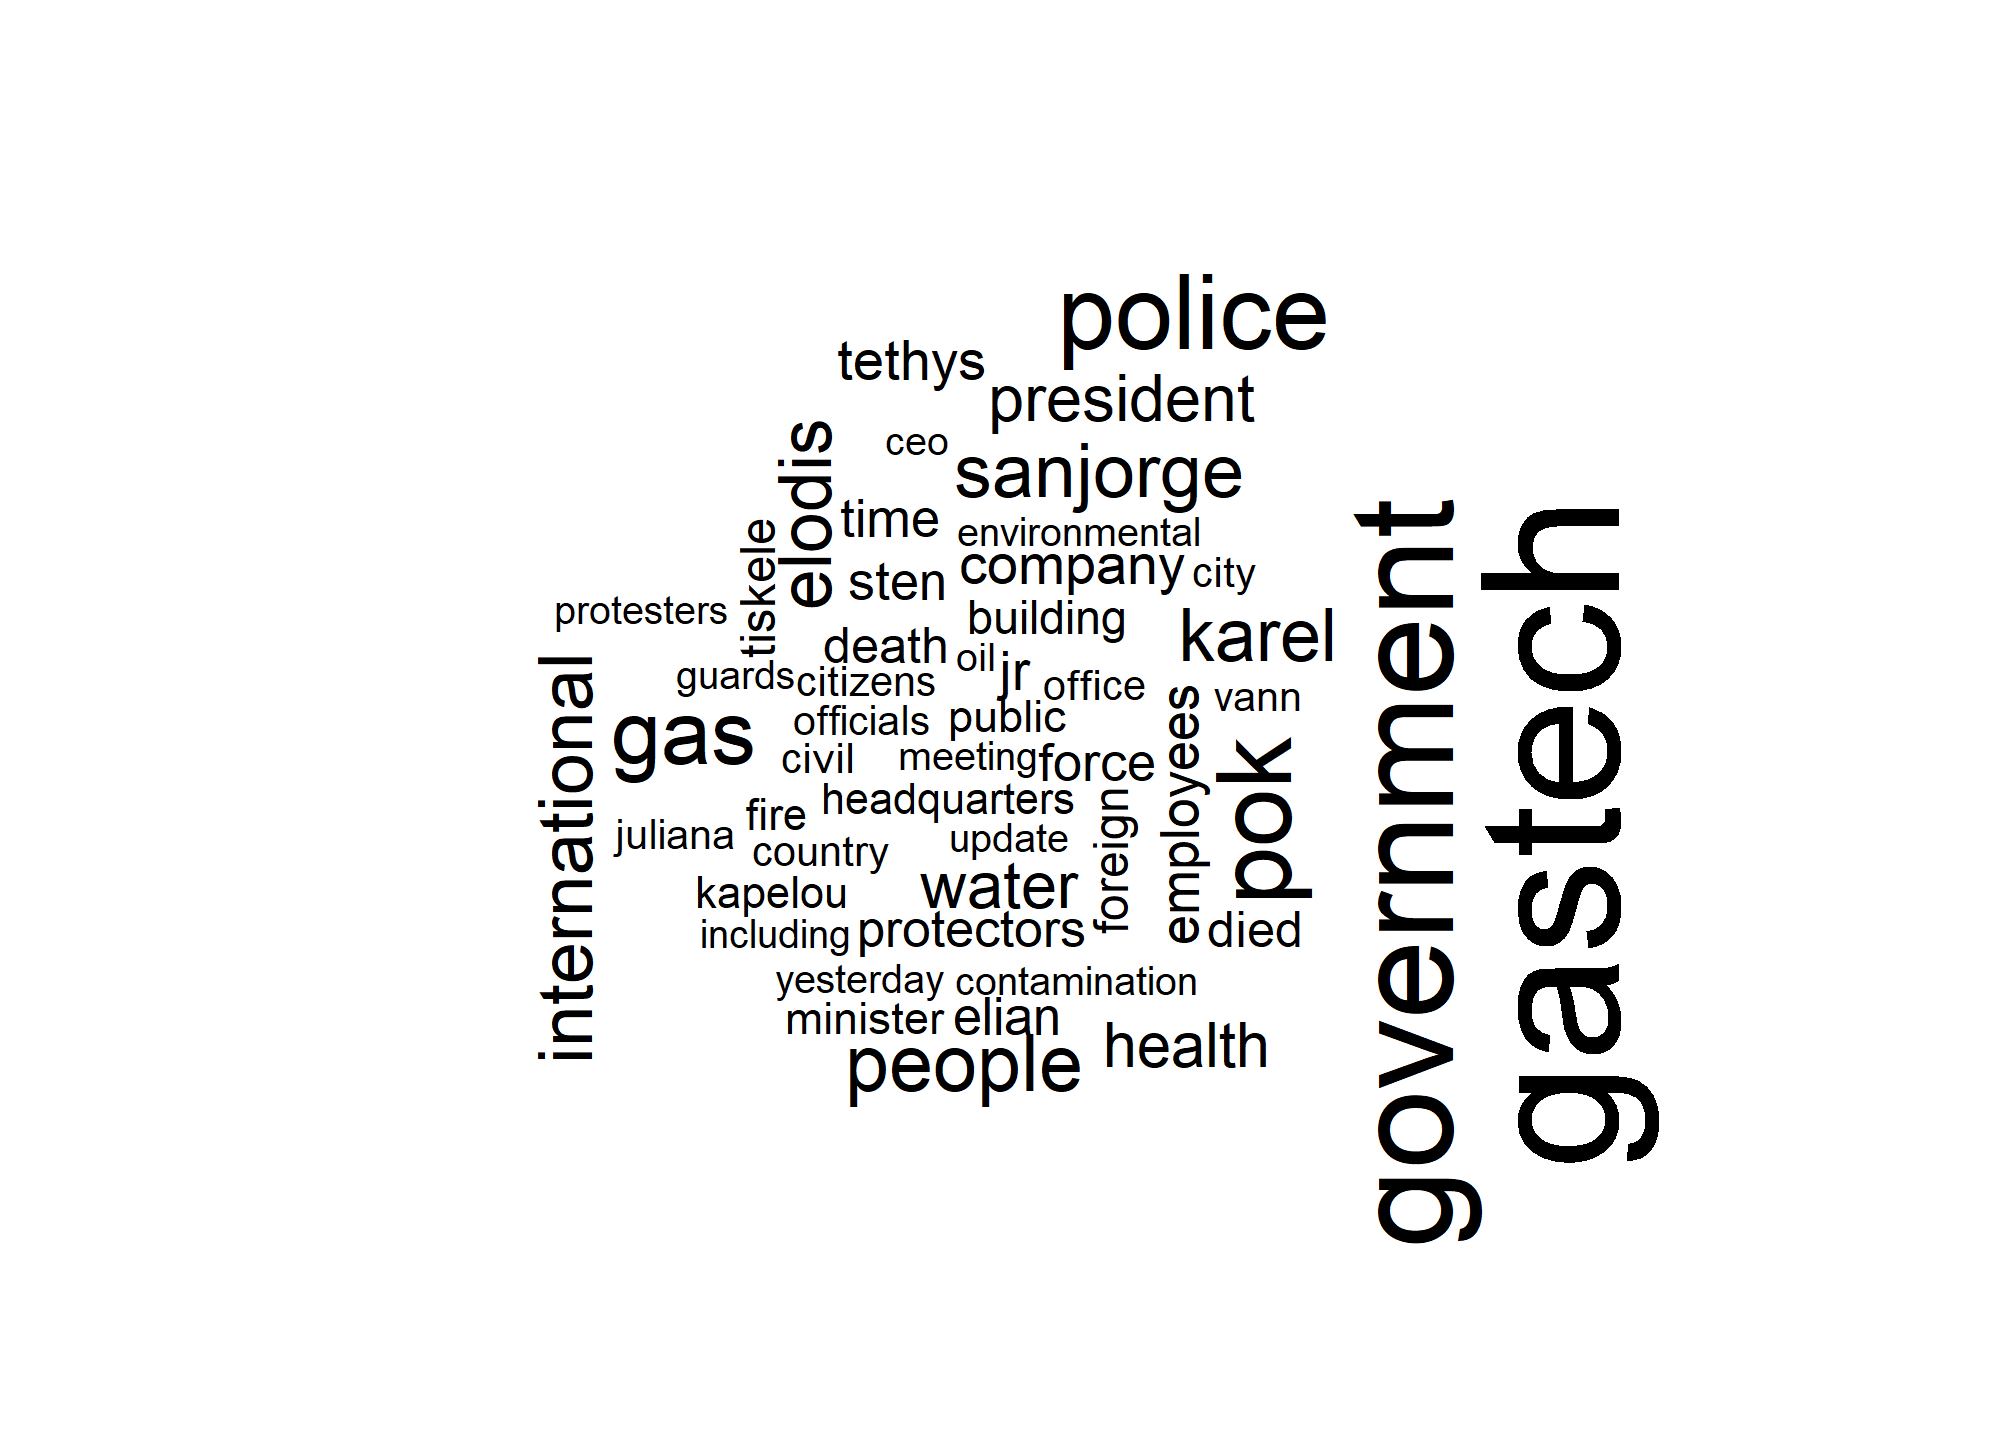 police
tethys
president
ceo
sanjorge
elodis
time
environmental
tiskele
sten
company
city
protesters
building
karel
death
oil
jr
office
guards
citizens
vann
international
gas
officials
public
employees
pok
government
gastech
civil
meeting
force
headquarters
fire
foreign
juliana
country
update
kapelou
water
including
protectors
died
yesterday
contamination
minister
elian
people
health